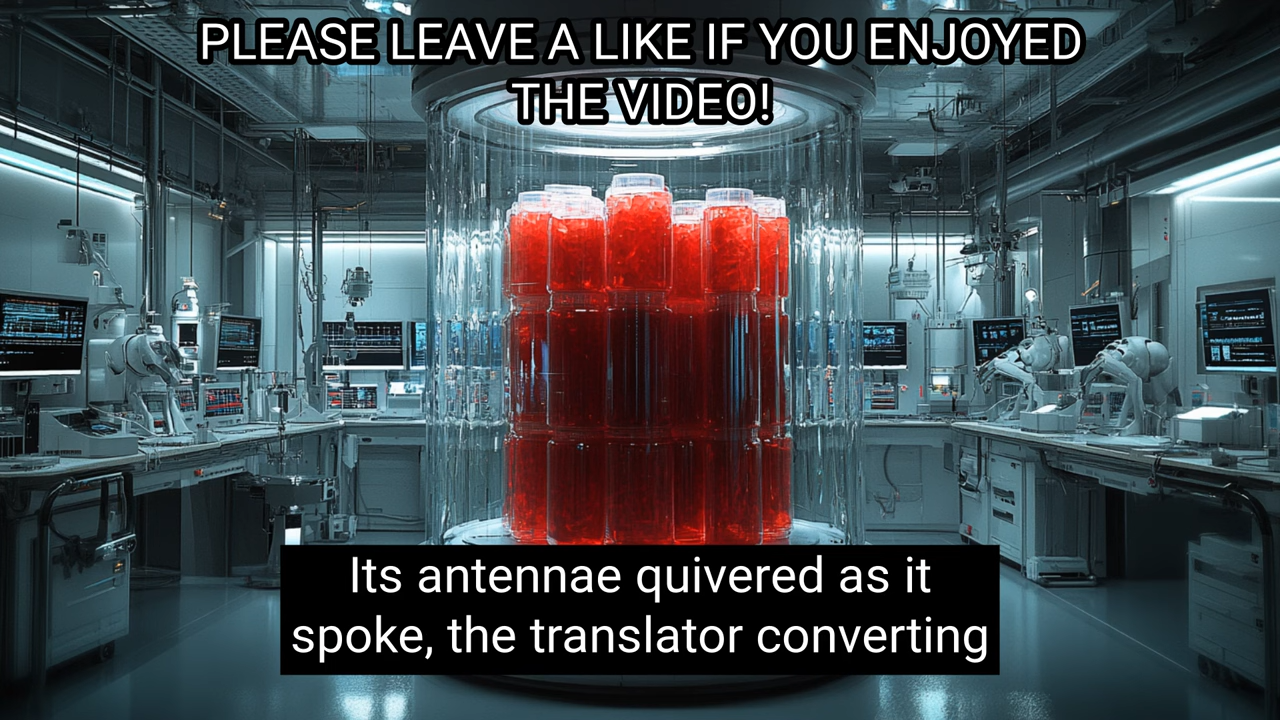 PLEASE LEAVE A LIKE IF YOU ENJOYED
THE VIDEO!
Its antennae quivered as it
spoke, the translator converting